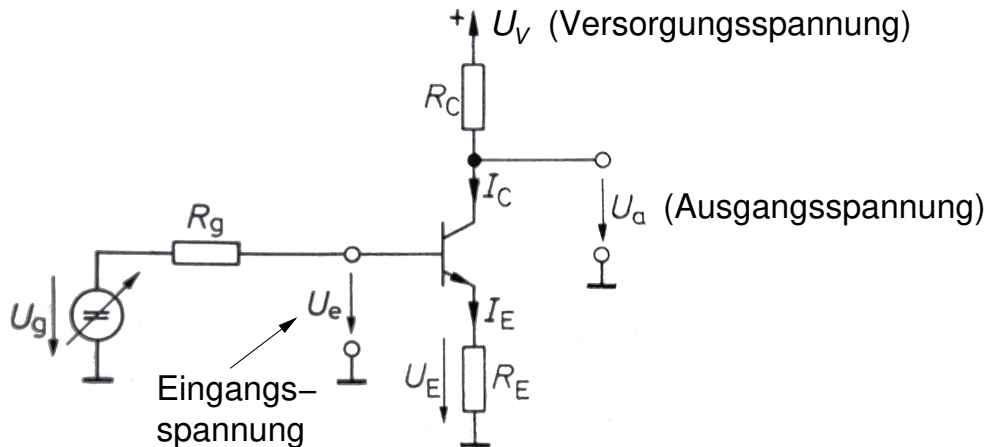 + U_V (Versorgungsspannung)
R_C
I_C
U_a (Ausgangsspannung)
R_g
U_g
U_e
I_E
U_E
R_E
Eingangs–
spannung